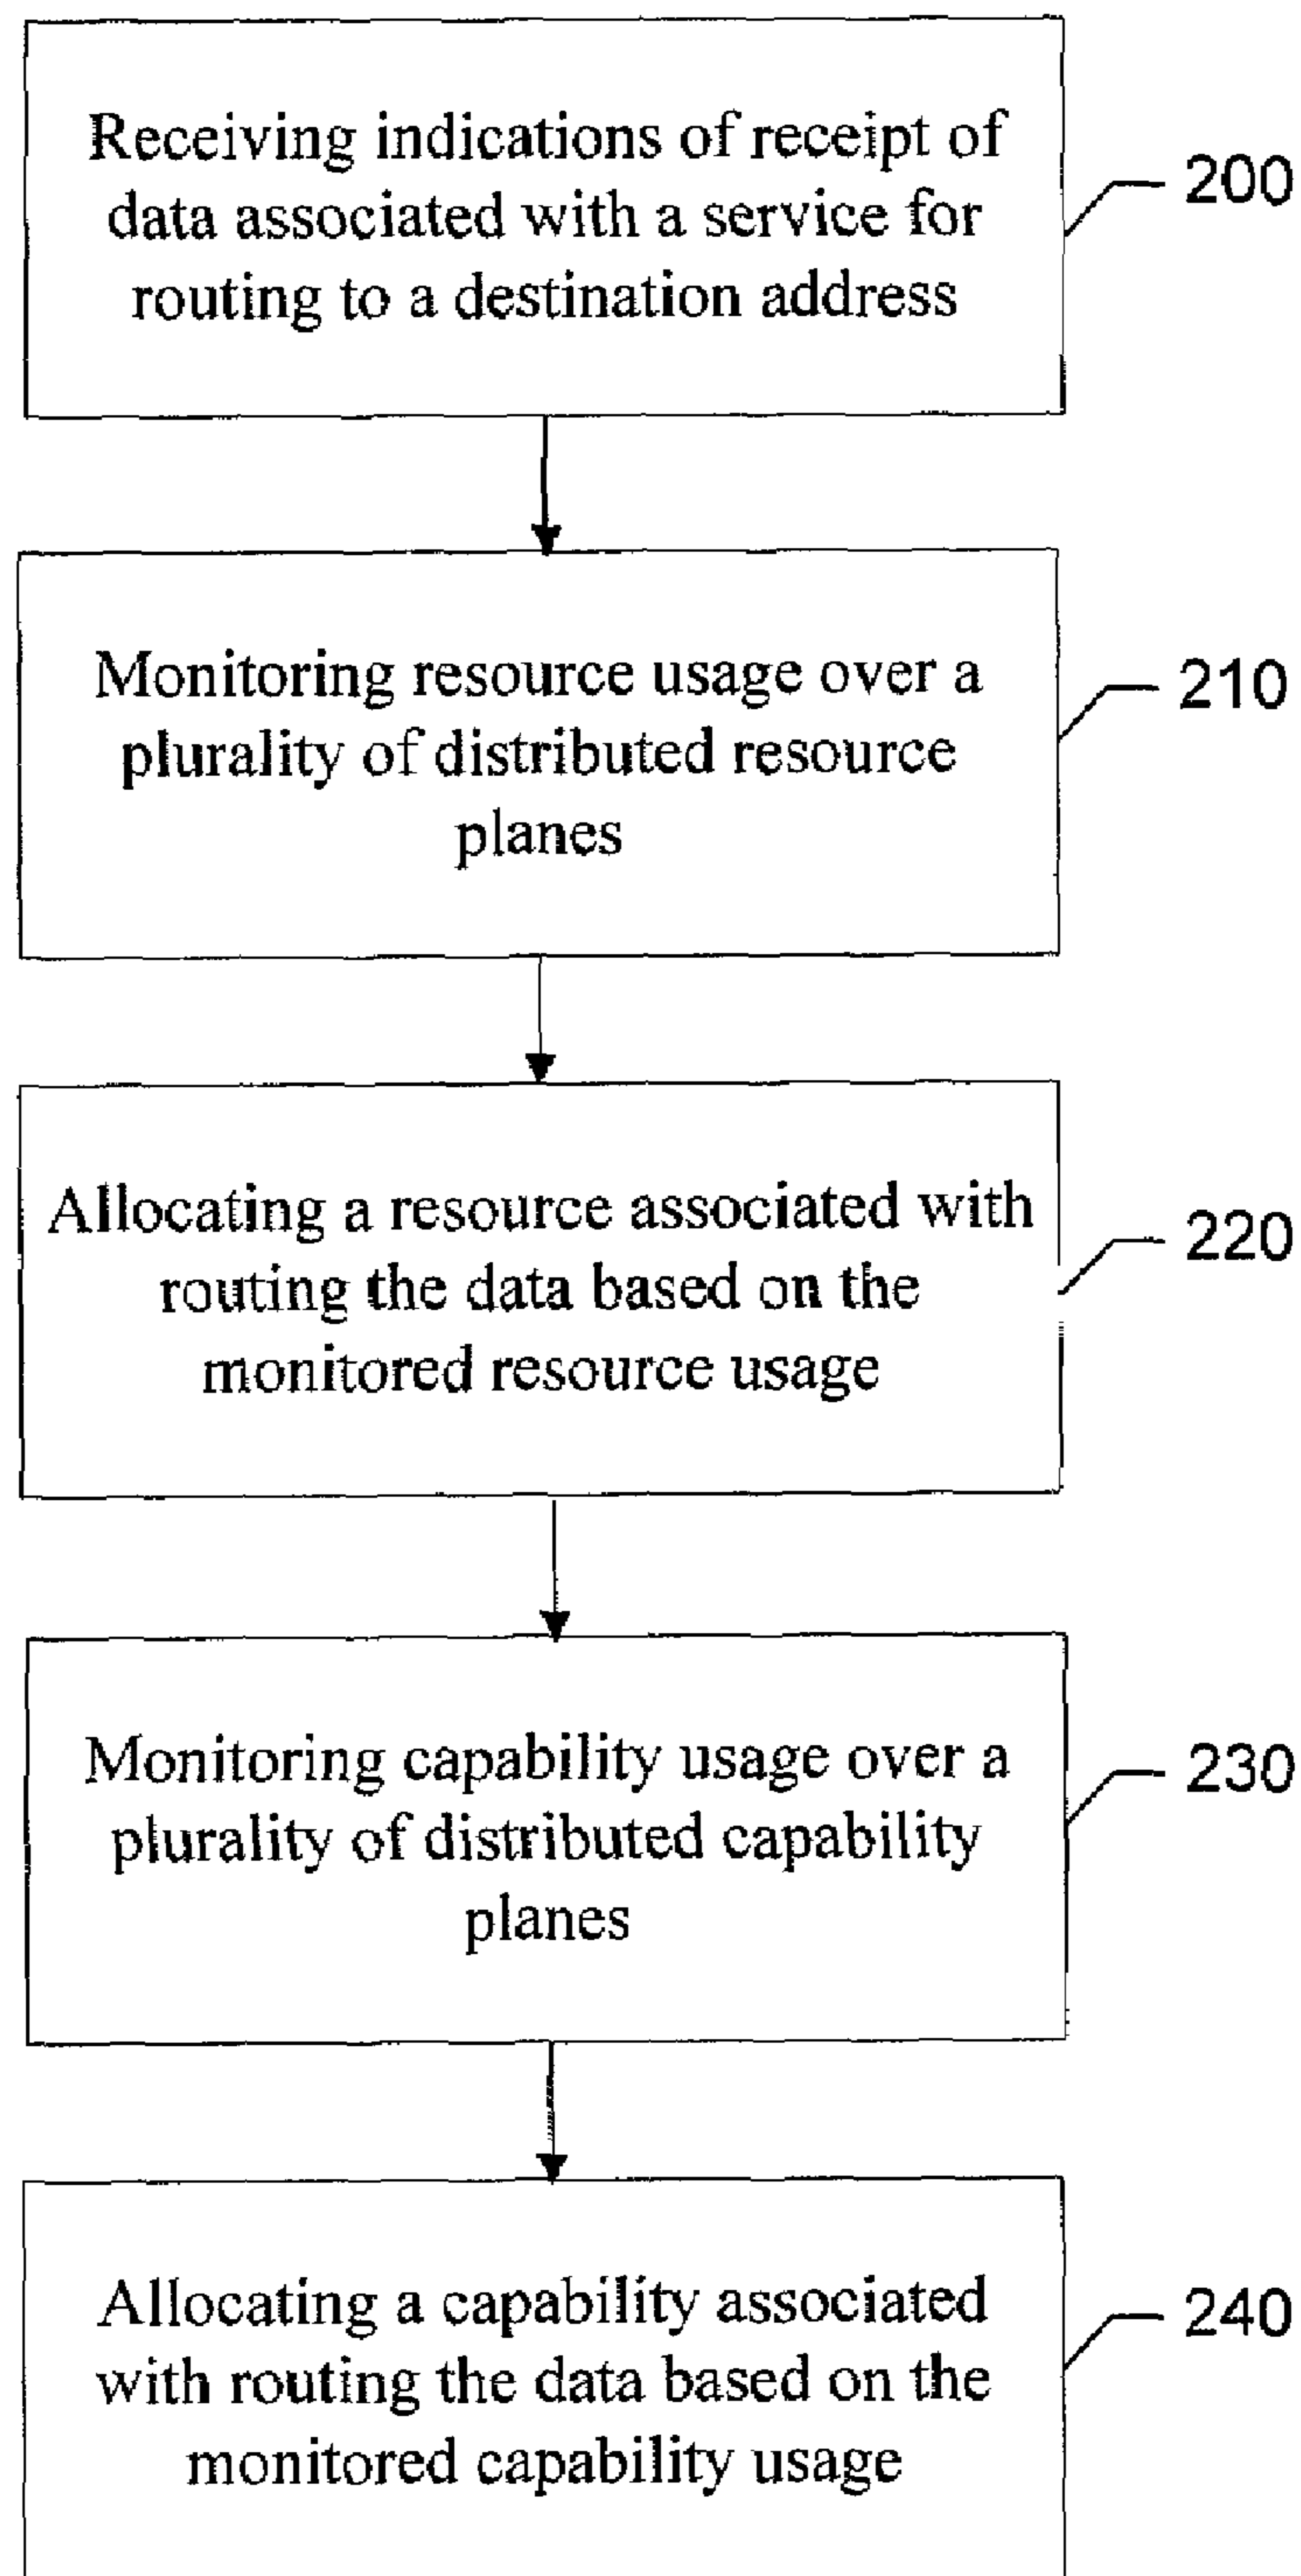 Receiving indications of receipt of
data associated with a service for
routing to a destination address
200
Monitoring resource usage over a
plurality of distributed resource
planes
210
Allocating a resource associated with
routing the data based on the
monitored resource usage
220
Monitoring capability usage over a
plurality of distributed capability
planes
230
Allocating a capability associated
with routing the data based on the
monitored capability usage
240